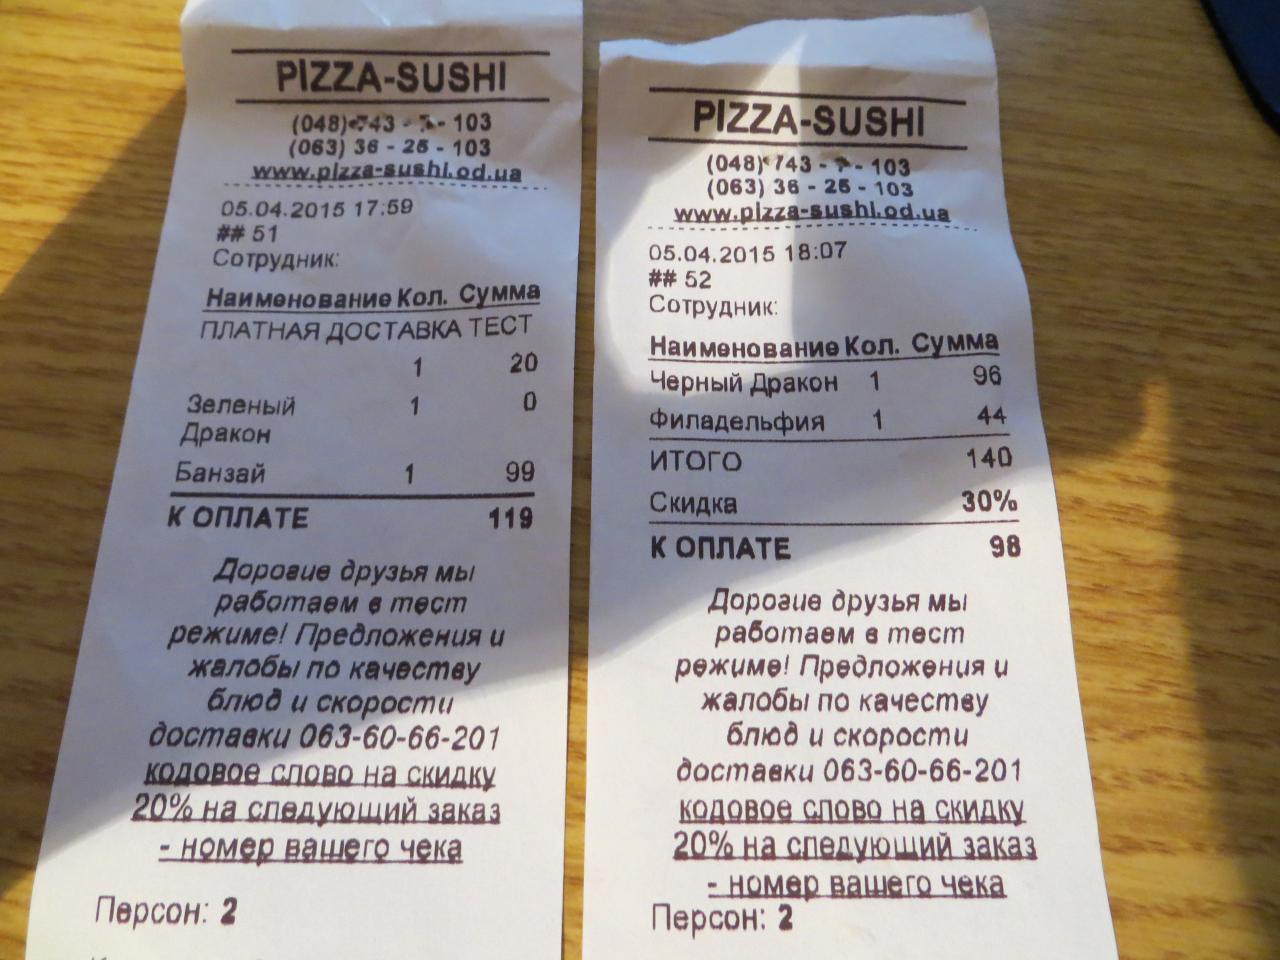 PIZZA-SUSHI
(048) 743 - - 103
(063) 36 - 25 - 103
www.pizza-sushi.od.ua
05.04.2015 17:59
## 51
Сотрудник:
Наименование Кол. Сумма
ПЛАТНАЯ ДОСТАВКА ТЕСТ
1 20
Зеленый 1 0
Дракон
Банзай 1 99
К ОПЛАТЕ 119
Дорогие друзья мы
работаем в тест
режиме! Предложения и
жалобы по качеству
блюд и скорости
доставки 063-60-66-201
кодовое слово на скидку
20% на следующий заказ
- номер вашего чека
Персон: 2
PIZZA-SUSHI
(048) 743 - - 103
(063) 36 - 25 - 103
www.pizza-sushi.od.ua
05.04.2015 18:07
## 52
Сотрудник:
Наименование Кол. Сумма
Черный Дракон 1 96
Филадельфия 1 44
ИТОГО 140
Скидка 30%
К ОПЛАТЕ 98
Дорогие друзья мы
работаем в тест
режиме! Предложения и
жалобы по качеству
блюд и скорости
доставки 063-60-66-201
кодовое слово на скидку
20% на следующий заказ
- номер вашего чека
Персон: 2